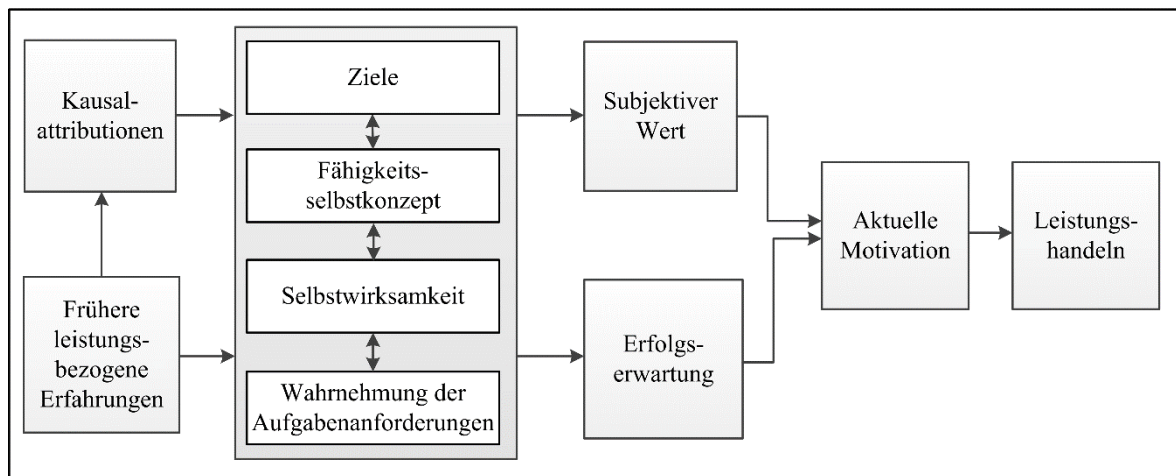 Kausal-
attributionen
Frühere
leistungs-
bezogene
Erfahrungen
Ziele
Fähigkeits-
selbstkonzept
Selbstwirksamkeit
Wahrnehmung der
Aufgabenanforderungen
Subjektiver
Wert
Erfolgs-
erwartung
Aktuelle
Motivation
Leistungs-
handeln